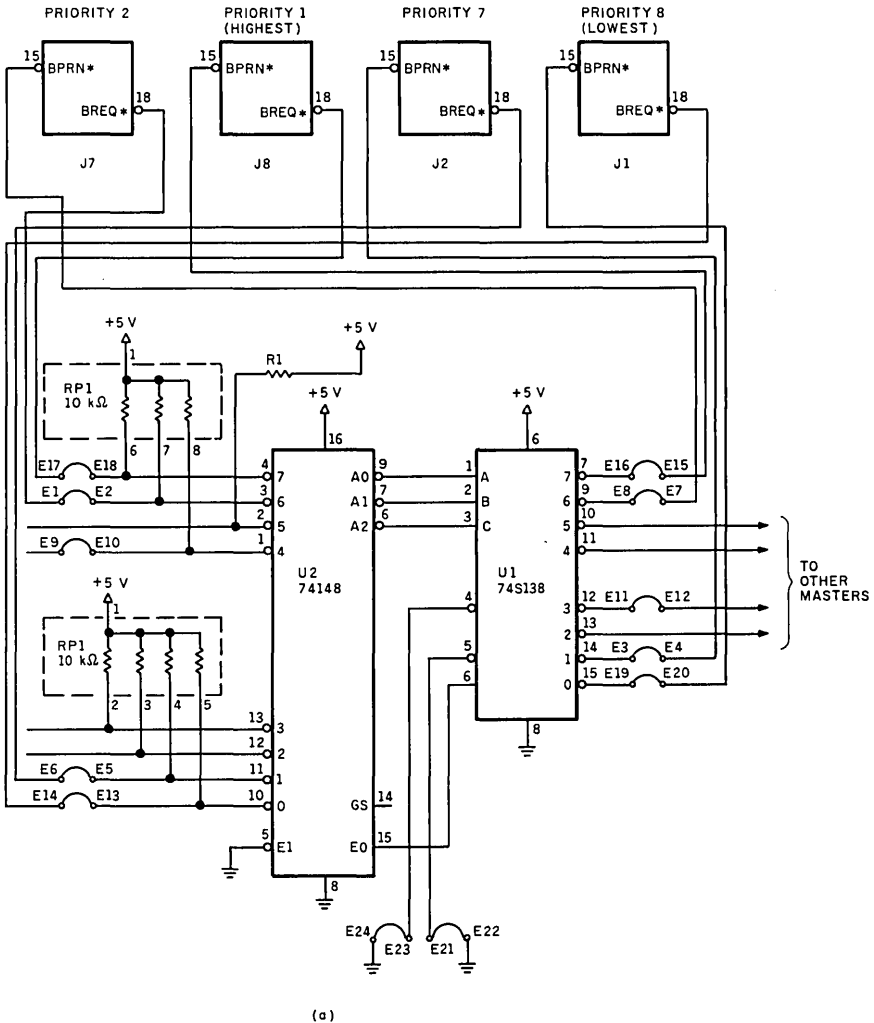 PRIORITY 2
PRIORITY 1
(HIGHEST)
PRIORITY 7
PRIORITY 8
(LOWEST)
15
BPRN*
18
BREQ*
J7
15
BPRN*
18
BREQ*
J8
15
BPRN*
18
BREQ*
J2
15
BPRN*
18
BREQ*
J1
+5 V
1
RP1
10 kΩ
6
7
8
R1
+5 V
+5 V
16
+5 V
6
E17
E18
4
7
A0
9
1
A
7
7
E16
E15
E1
E2
3
6
A1
7
2
B
6
9
E8
E7
2
5
A2
6
3
C
5
10
E9
E10
1
4
4
11
U2
74148
U1
74S138
TO
OTHER
MASTERS
+5 V
1
RP1
10 kΩ
2
3
4
5
4
3
12
E11
E12
2
13
5
1
14
E3
E4
6
0
15
E19
E20
8
13
3
12
2
E6
E5
11
1
E14
E13
10
0
GS
14
5
E1
E0
15
8
E24
E23
E21
E22
(a)